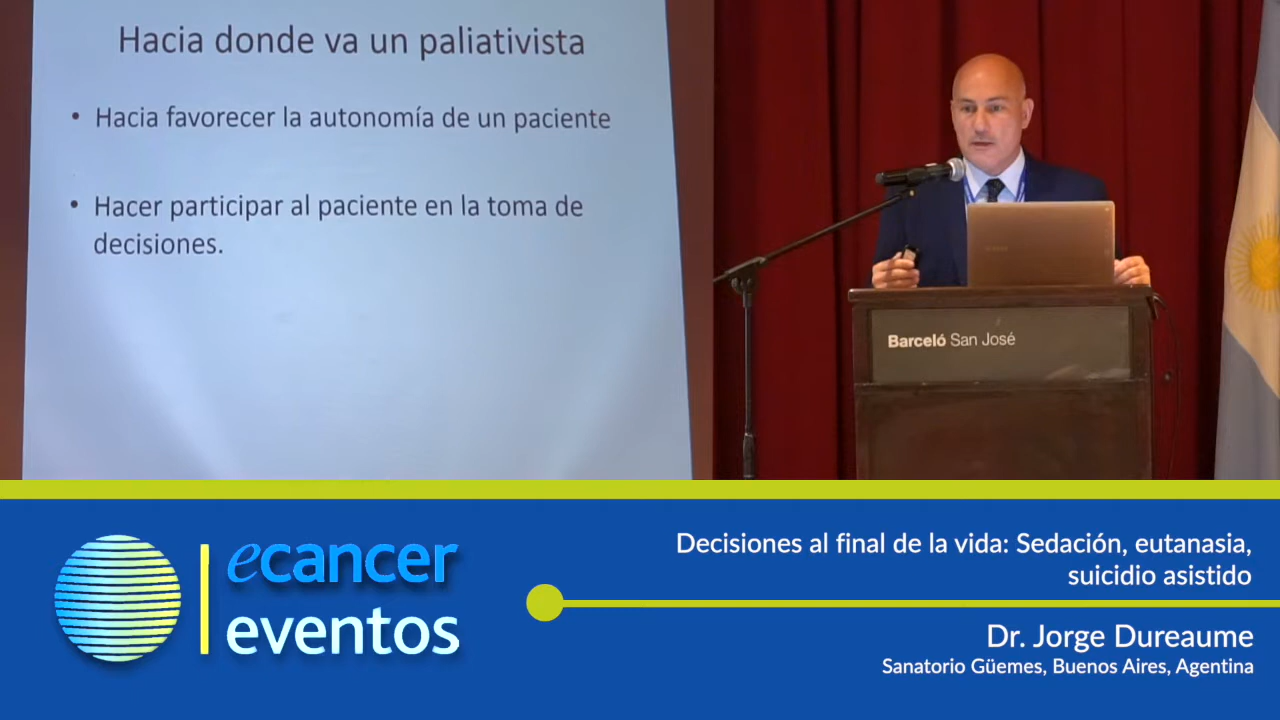 Hacia donde va un paliativista
• Hacia favorecer la autonomía de un paciente
• Hacer participar al paciente en la toma de
decisiones.
Barceló San José
ecancer
eventos
Decisiones al final de la vida: Sedación, eutanasia,
suicidio asistido
Dr. Jorge Dureaume
Sanatorio Güemes, Buenos Aires, Agentina